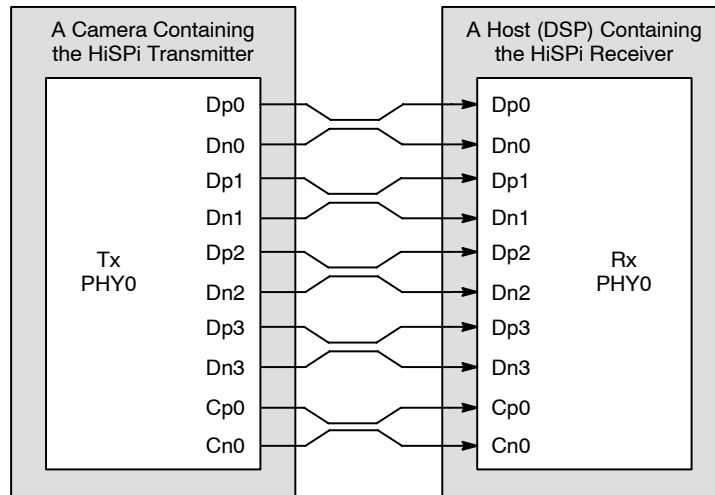 A Camera Containing
the HiSPi Transmitter
A Host (DSP) Containing
the HiSPi Receiver
Tx
PHY0
Dp0
Dn0
Dp1
Dn1
Dp2
Dn2
Dp3
Dn3
Cp0
Cn0
Dp0
Dn0
Dp1
Dn1
Dp2
Dn2
Dp3
Dn3
Cp0
Cn0
Rx
PHY0